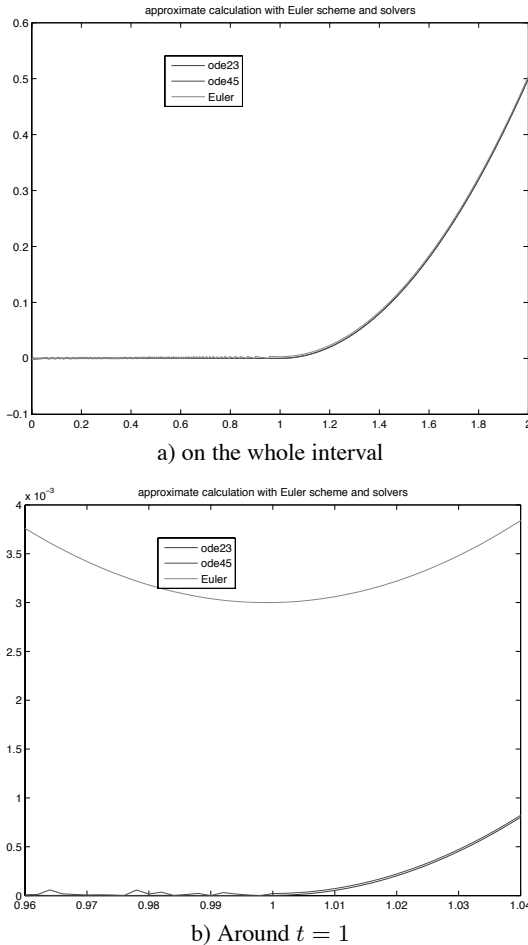 approximate calculation with Euler scheme and solvers
0.6
0.5
0.4
0.3
0.2
0.1
0
−0.1
ode23
ode45
Euler
0 0.2 0.4 0.6 0.8 1 1.2 1.4 1.6 1.8 2
a) on the whole interval
approximate calculation with Euler scheme and solvers
x 10⁻³
4
3.5
3
2.5
2
1.5
1
0.5
0
ode23
ode45
Euler
0.96 0.97 0.98 0.99 1 1.01 1.02 1.03 1.04
b) Around t = 1